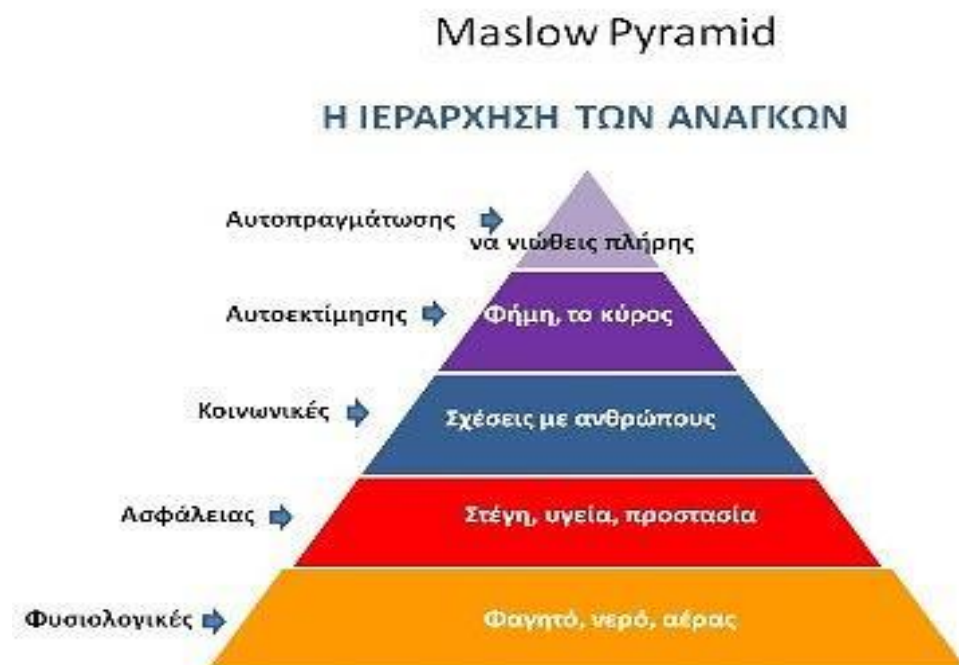 Maslow Pyramid
Η ΙΕΡΑΡΧΗΣΗ ΤΩΝ ΑΝΑΓΚΩΝ
Αυτοπραγμάτωσης
να νιώθεις πλήρης
Αυτοεκτίμησης
Φήμη, το κύρος
Κοινωνικές
Σχέσεις με ανθρώπους
Ασφάλειας
Στέγη, υγεία, προστασία
Φυσιολογικές
Φαγητό, νερό, αέρας